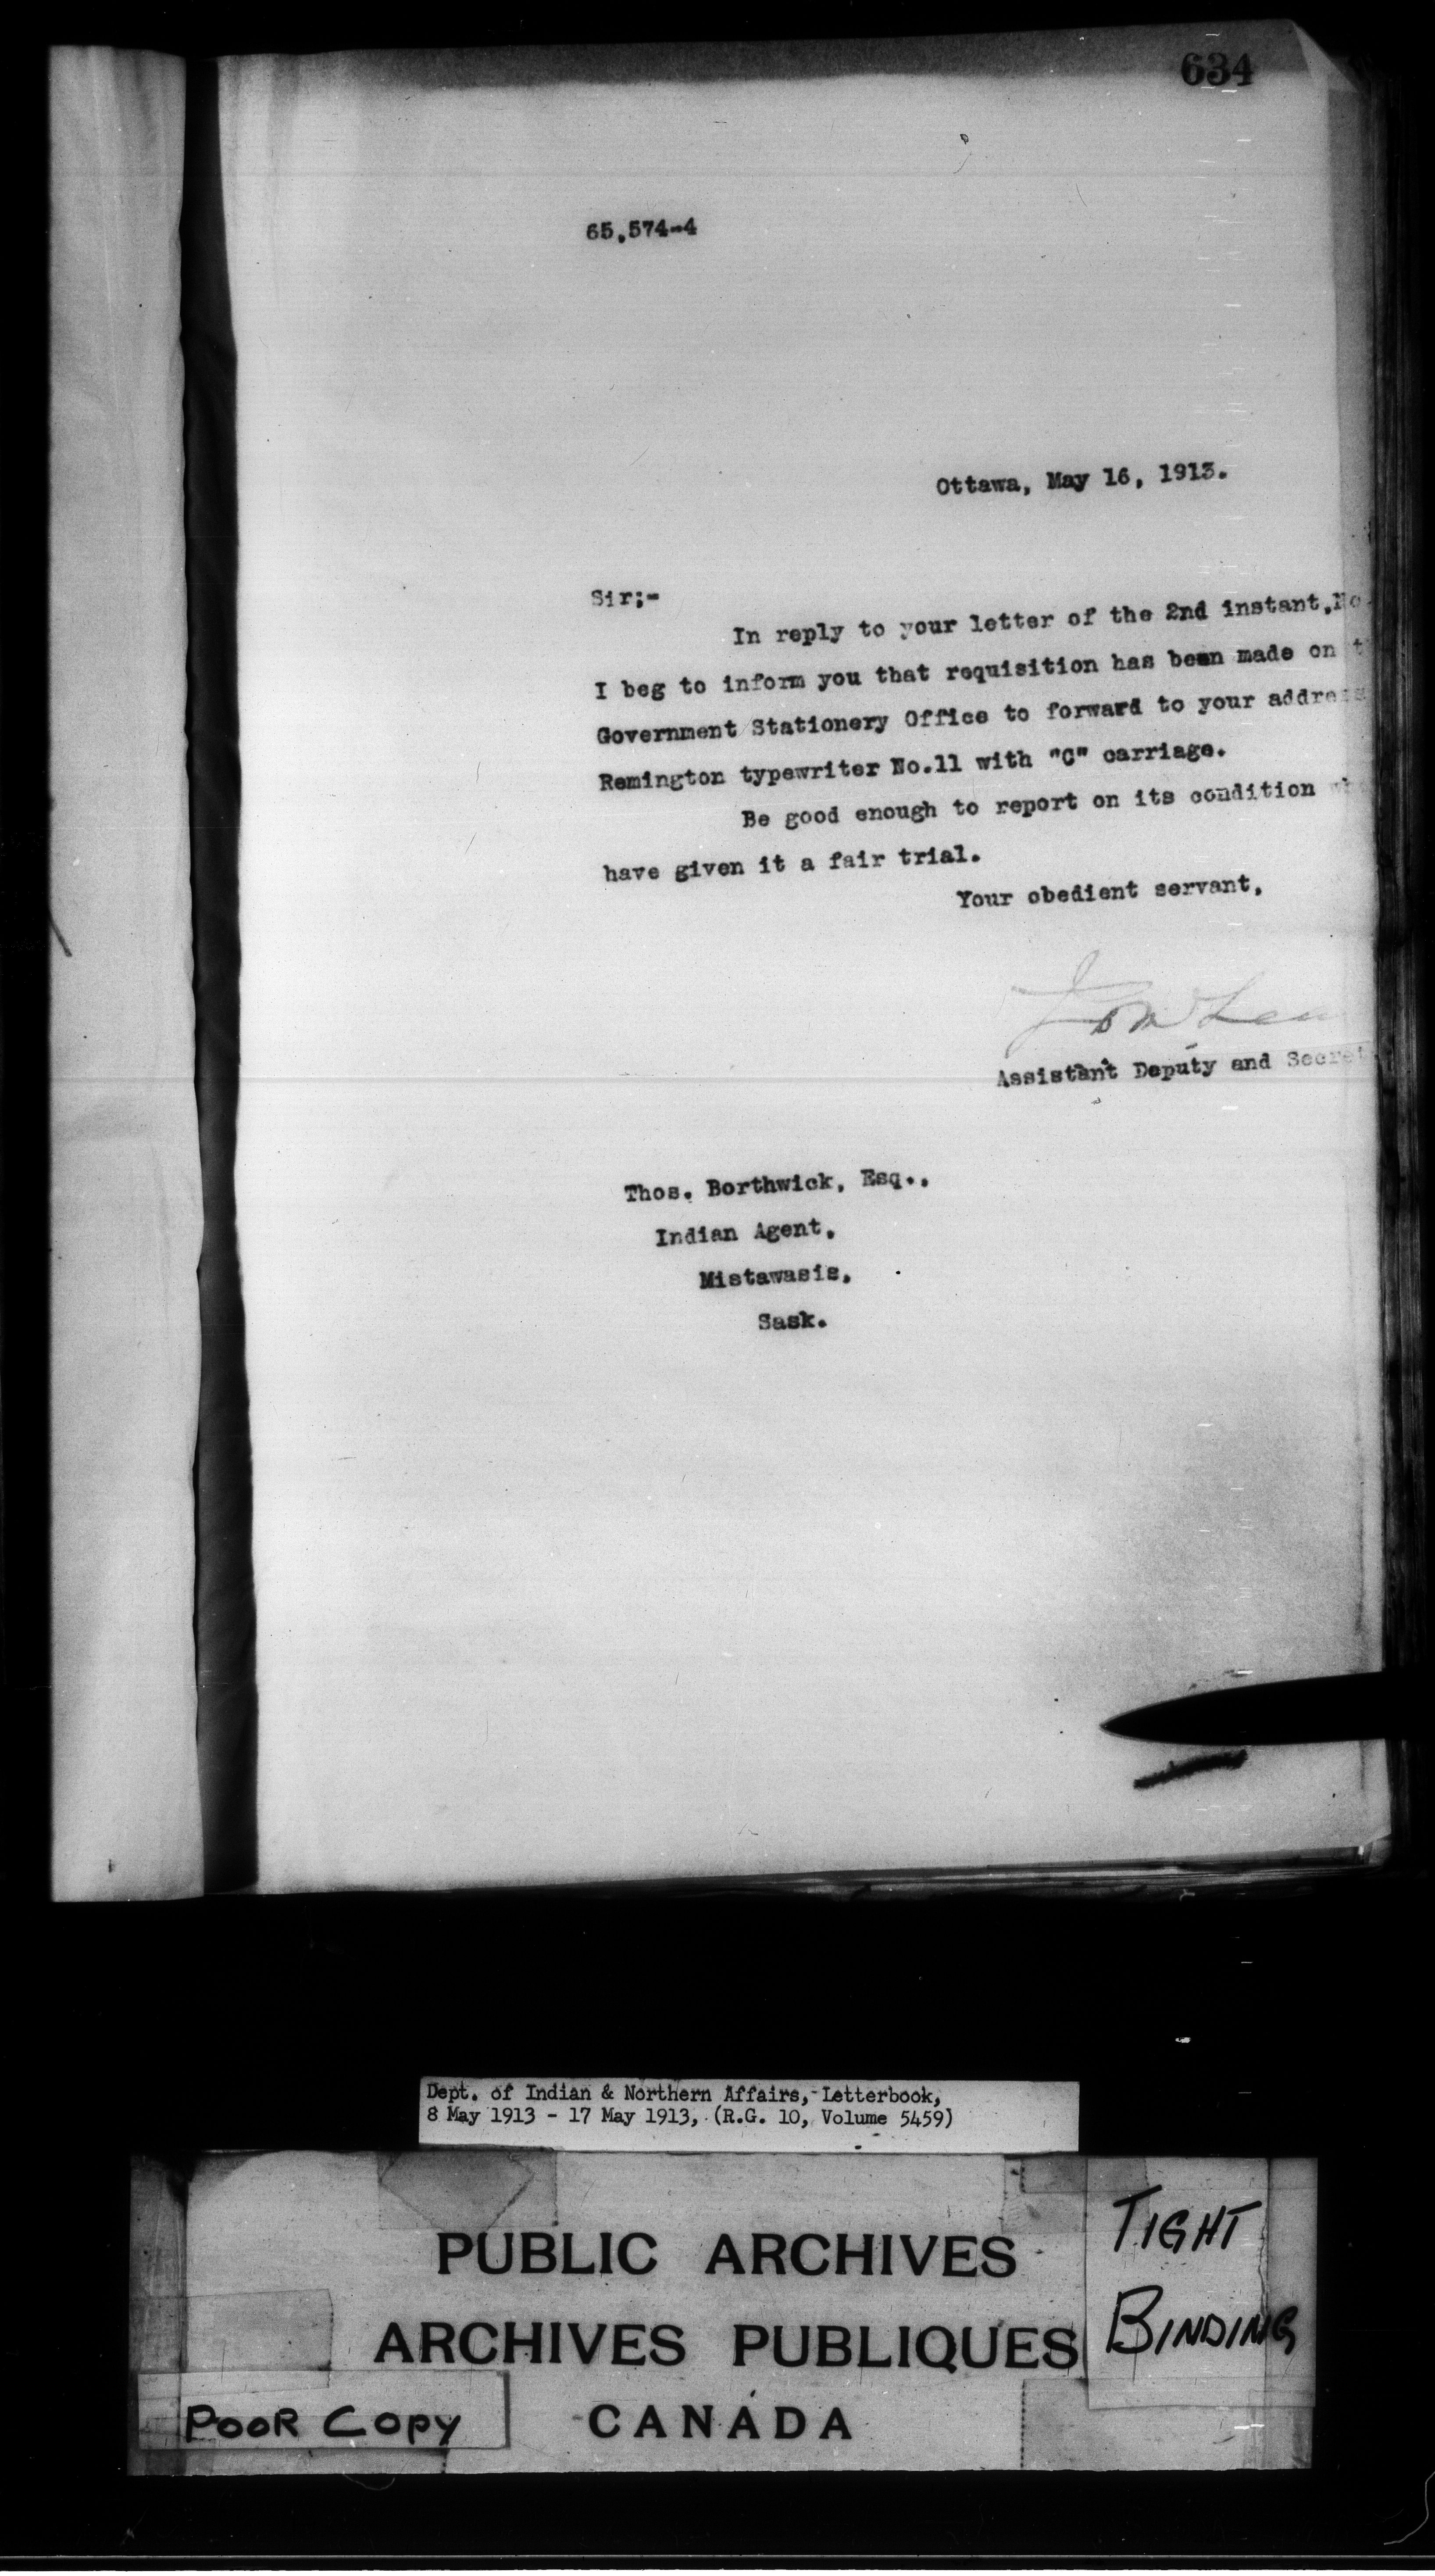 634
65,574-4
Ottawa, May 16, 1913.
Sir;-
In reply to your letter of the 2nd instant, No
I beg to inform you that requisition has been made on t
Government Stationery Office to forward to your address
Remington typewriter No.11 with "C" carriage.
Be good enough to report on its condition whe
have given it a fair trial.
Your obedient servant,
Assistant Deputy and Secret
Thos. Borthwick, Esq.,
Indian Agent,
Mistawasis,
Sask.
Dept. of Indian & Northern Affairs, Letterbook,
8 May 1913 - 17 May 1913, (R.G. 10, Volume 5459)
PUBLIC ARCHIVES
ARCHIVES PUBLIQUES
CANADA
TIGHT
BINDING
POOR COPY